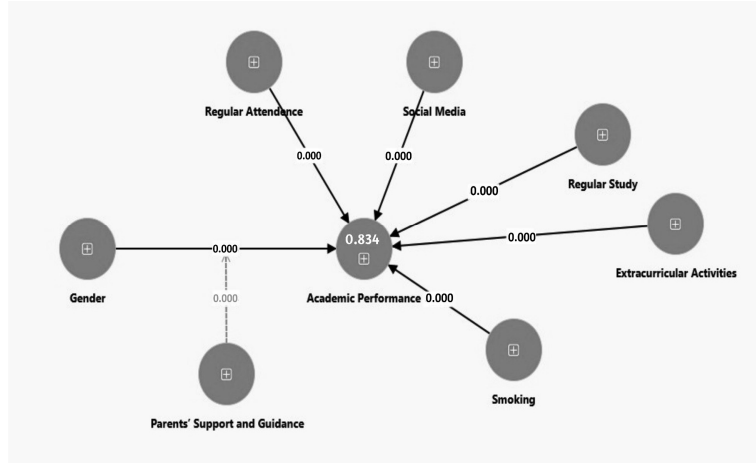 Regular Attendence
Social Media
0.000
0.000
Regular Study
0.000
0.834
0.000
0.000
Extracurricular Activities
Gender
Academic Performance
0.000
0.000
Smoking
Parents' Support and Guidance